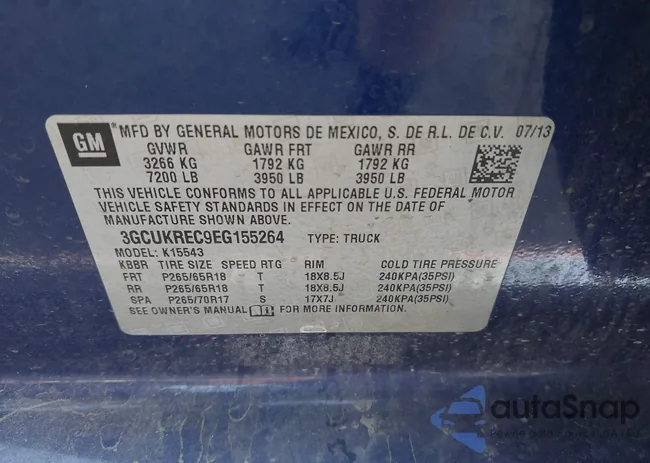 GM
MFD BY GENERAL MOTORS DE MEXICO, S. DE R.L. DE C.V. 07/13
GVWR GAWR FRT GAWR RR
3266 KG 1792 KG 1792 KG
7200 LB 3950 LB 3950 LB
THIS VEHICLE CONFORMS TO ALL APPLICABLE U.S. FEDERAL MOTOR
VEHICLE SAFETY STANDARDS IN EFFECT ON THE DATE OF
MANUFACTURE SHOWN ABOVE.
3GCUKREC9EG155264 TYPE: TRUCK
MODEL: K15543
KBBR TIRE SIZE SPEED RTG RIM COLD TIRE PRESSURE
FRT P265/65R18 T 18X8.5J 240KPA(35PSI)
RR P265/65R18 T 18X8.5J 240KPA(35PSI)
SPA P265/70R17 S 17X7J 240KPA(35PSI)
SEE OWNER'S MANUAL FOR MORE INFORMATION.
autaSnap